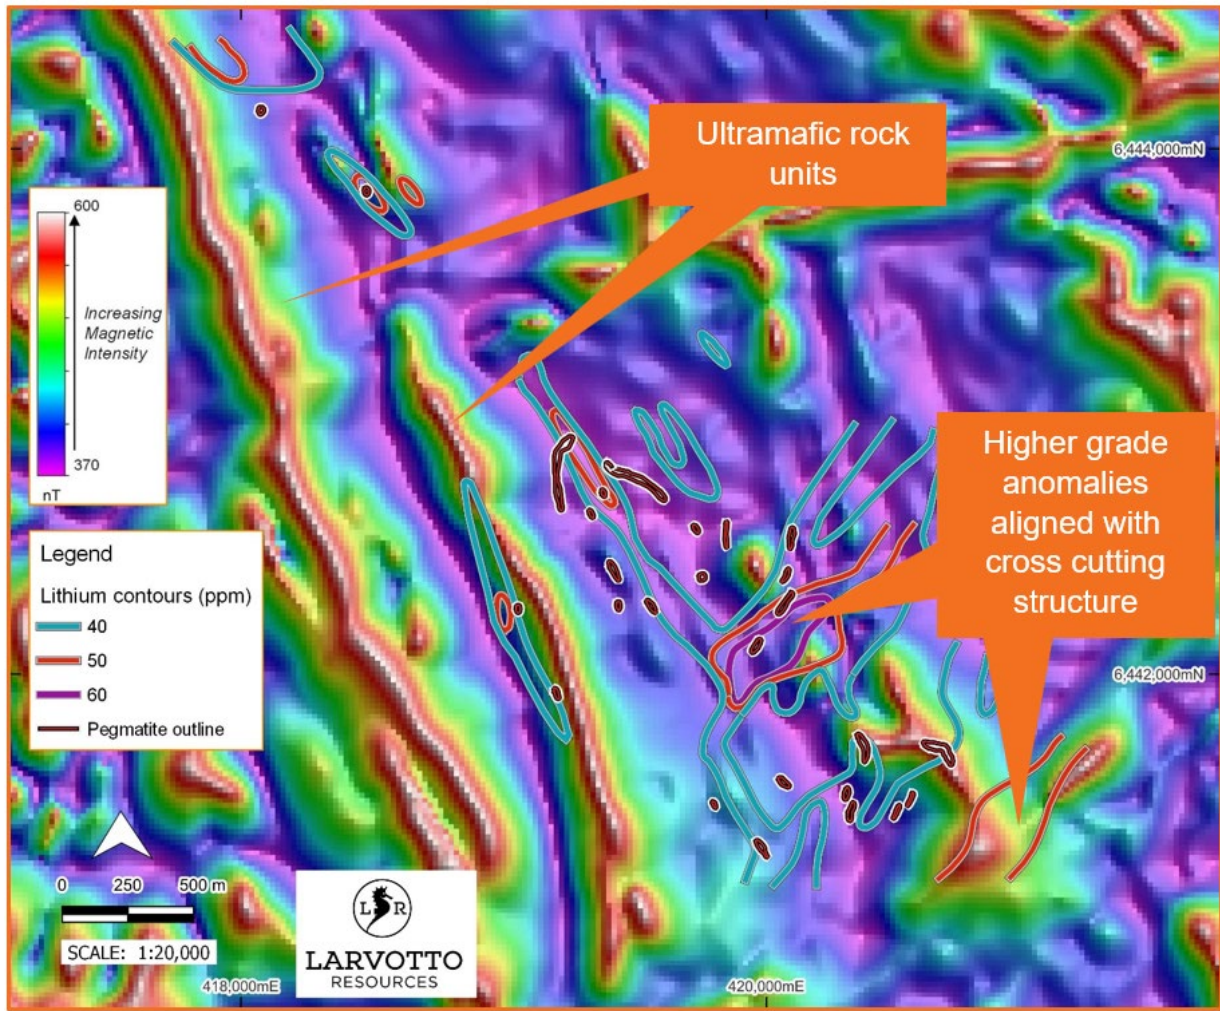 Ultramafic rock
units
6,444,000mN
600
Increasing
Magnetic
Intensity
370
nT
Higher grade
anomalies
aligned with
cross cutting
structure
Legend
Lithium contours (ppm)
40
50
60
Pegmatite outline
6,442,000mN
0 250 500 m
SCALE: 1:20,000
L R
LARVOTTO
RESOURCES
418,000mE
420,000mE